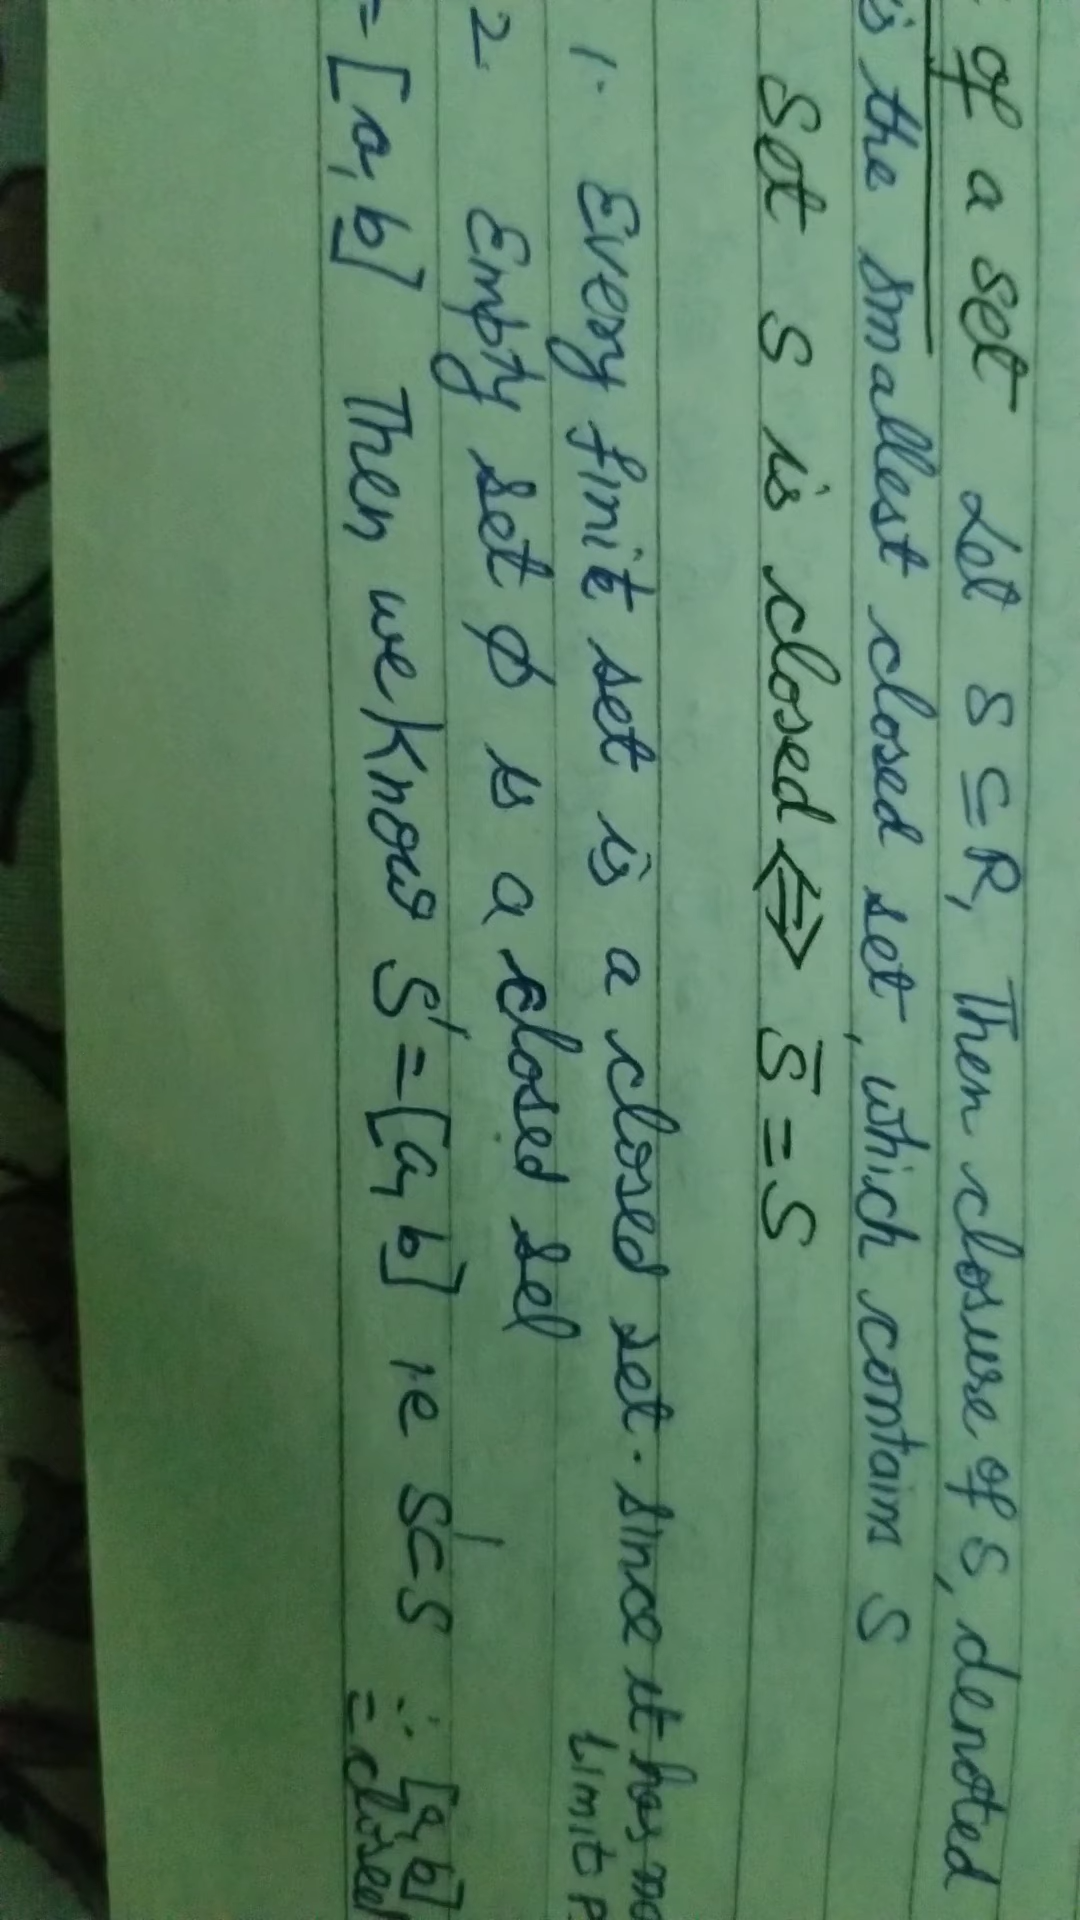 of a set Let S ⊆ R, Then closure of S, denoted
is the smallest closed set, which contains S
Set S is closed ⇔ S̄ = S
1. Every finite set is a closed set. since it has no
Limit
2. Empty set ϕ is a closed set
= [a, b] Then we know S' = [a, b] ie S' ⊂ S ∴ [a, b]
= closed